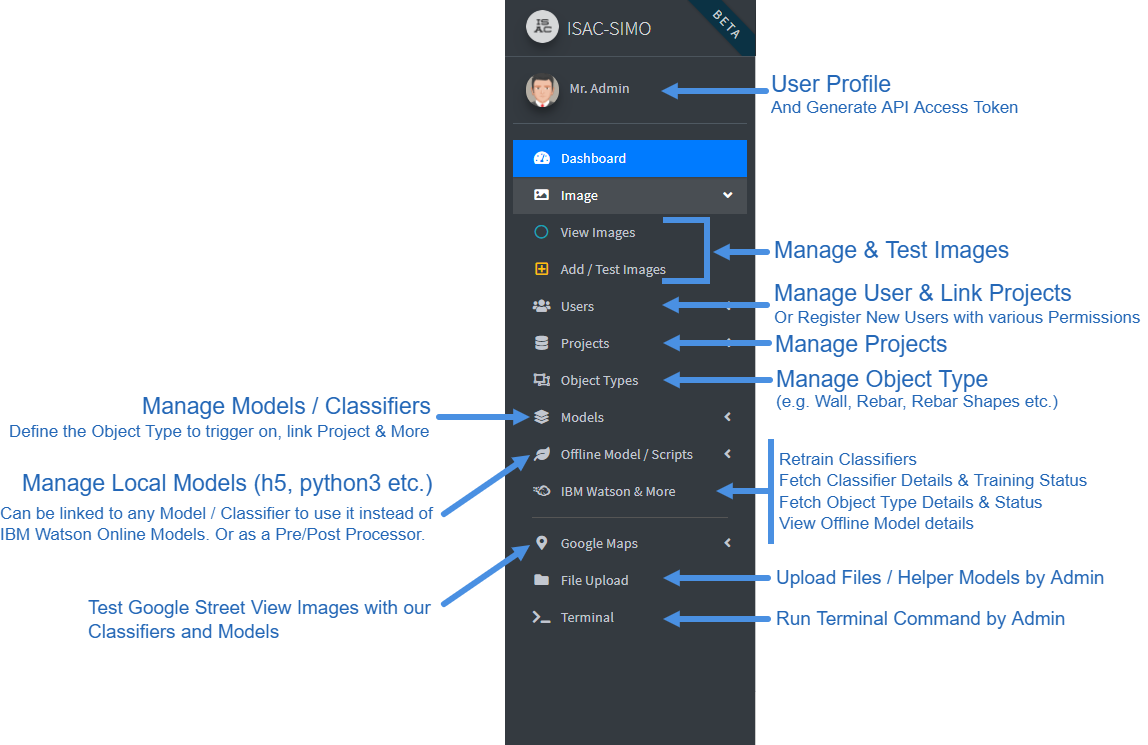 IS
AC
ISAC-SIMO
BETA
Mr. Admin
User Profile
And Generate API Access Token
Dashboard
Image
View Images
Add / Test Images
Manage & Test Images
Users
Manage User & Link Projects
Or Register New Users with various Permissions
Projects
Manage Projects
Object Types
Manage Object Type
(e.g. Wall, Rebar, Rebar Shapes etc.)
Manage Models / Classifiers
Define the Object Type to trigger on, link Project & More
Models
Offline Model / Scripts
Manage Local Models (h5, python3 etc.)
Can be linked to any Model / Classifier to use it instead of
IBM Watson Online Models. Or as a Pre/Post Processor.
IBM Watson & More
Retrain Classifiers
Fetch Classifier Details & Training Status
Fetch Object Type Details & Status
View Offline Model details
Google Maps
Test Google Street View Images with our
Classifiers and Models
File Upload
Upload Files / Helper Models by Admin
Terminal
Run Terminal Command by Admin